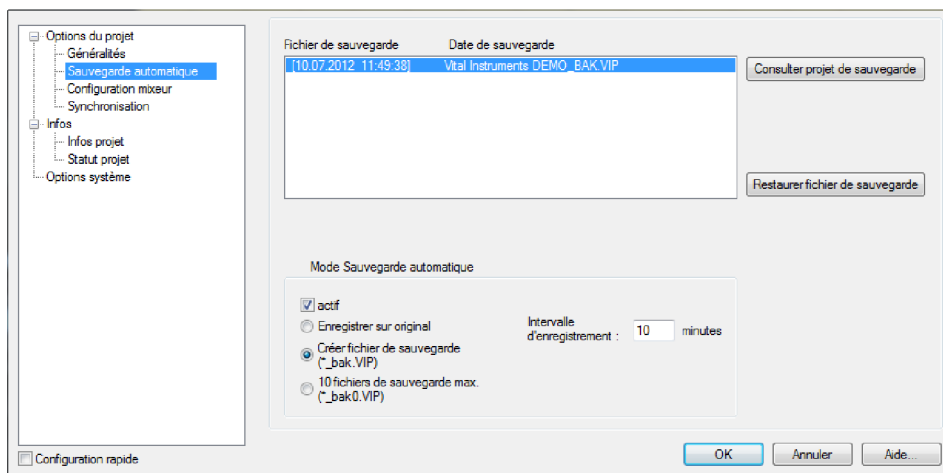 Options du projet
Généralités
Sauvegarde automatique
Configuration mixeur
Synchronisation
Infos
Infos projet
Statut projet
Options système
Configuration rapide
Fichier de sauvegarde Date de sauvegarde
[10.07.2012 11:49:38] Vital Instruments DEMO_BAK.VIP
Consulter projet de sauvegarde
Restaurer fichier de sauvegarde
Mode Sauvegarde automatique
actif
Enregistrer sur original
Créer fichier de sauvegarde
(*_bak.VIP)
10 fichiers de sauvegarde max.
(*_bak0.VIP)
Intervalle
d'enregistrement : 10 minutes
OK Annuler Aide...